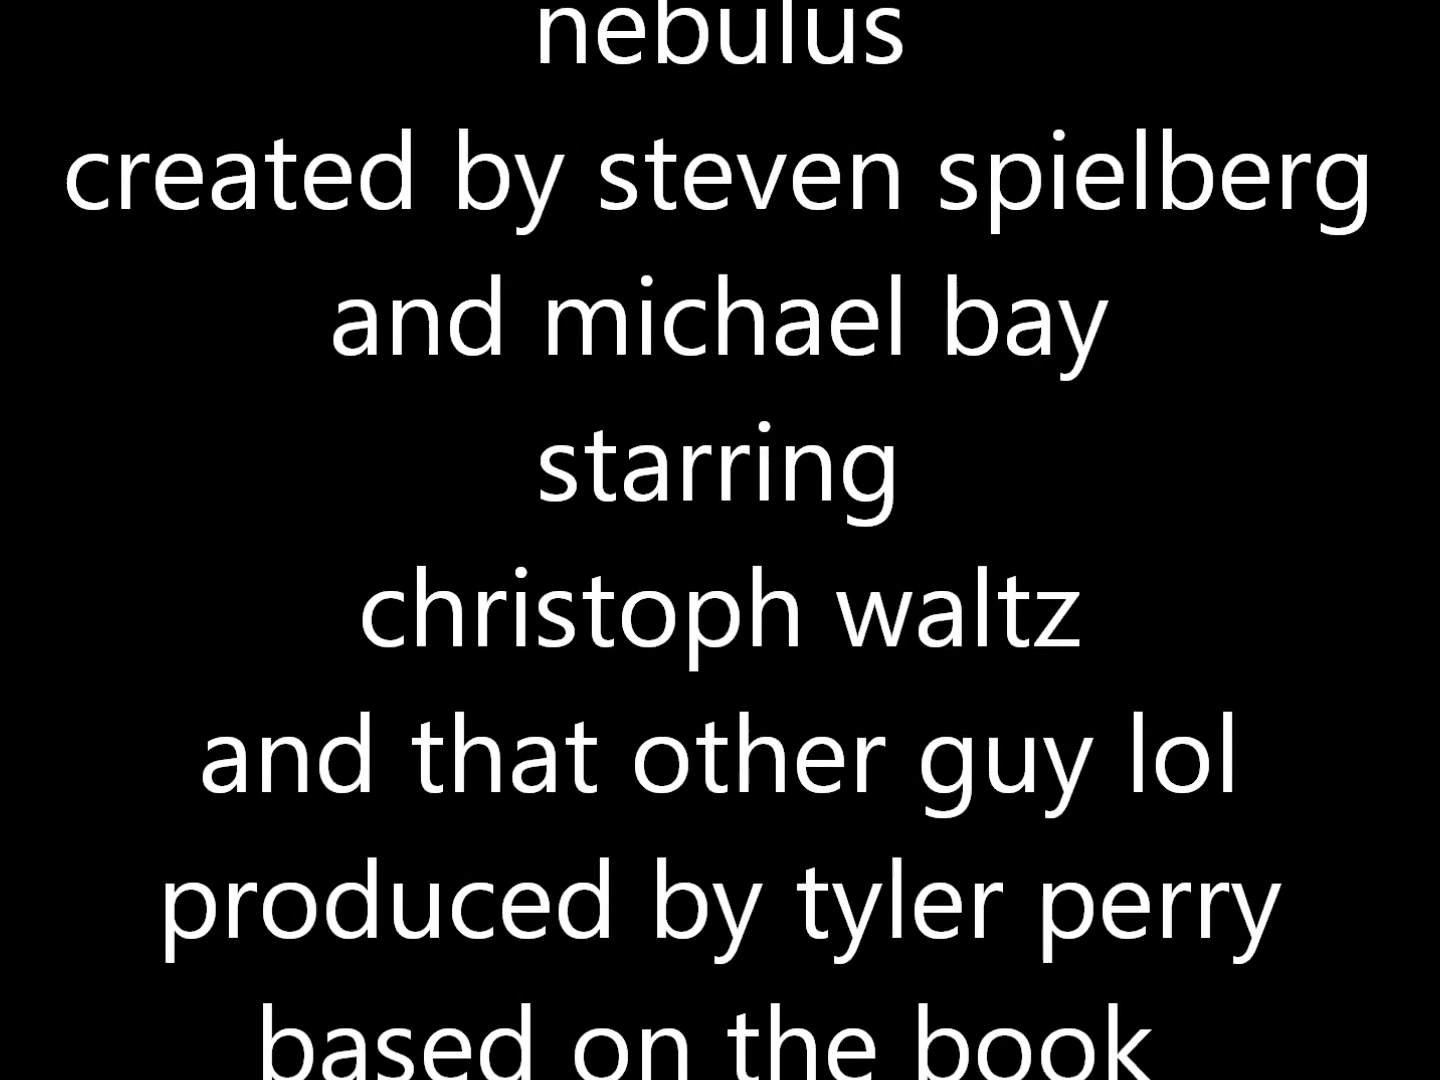 nebulus
created by steven spielberg
and michael bay
starring
christoph waltz
and that other guy lol
produced by tyler perry
based on the book